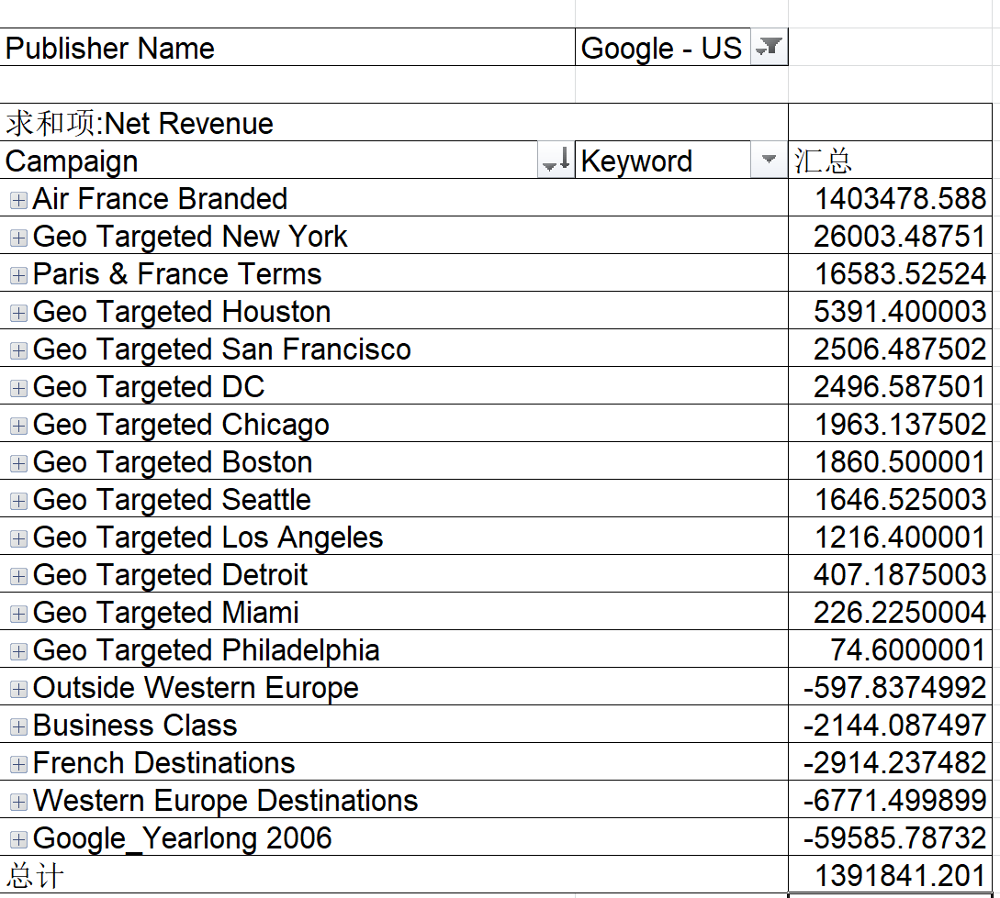 Publisher Name Google - US
求和项:Net Revenue
Campaign Keyword 汇总
Air France Branded 1403478.588
Geo Targeted New York 26003.48751
Paris & France Terms 16583.52524
Geo Targeted Houston 5391.400003
Geo Targeted San Francisco 2506.487502
Geo Targeted DC 2496.587501
Geo Targeted Chicago 1963.137502
Geo Targeted Boston 1860.500001
Geo Targeted Seattle 1646.525003
Geo Targeted Los Angeles 1216.400001
Geo Targeted Detroit 407.1875003
Geo Targeted Miami 226.2250004
Geo Targeted Philadelphia 74.6000001
Outside Western Europe -597.8374992
Business Class -2144.087497
French Destinations -2914.237482
Western Europe Destinations -6771.499899
Google_Yearlong 2006 -59585.78732
总计 1391841.201